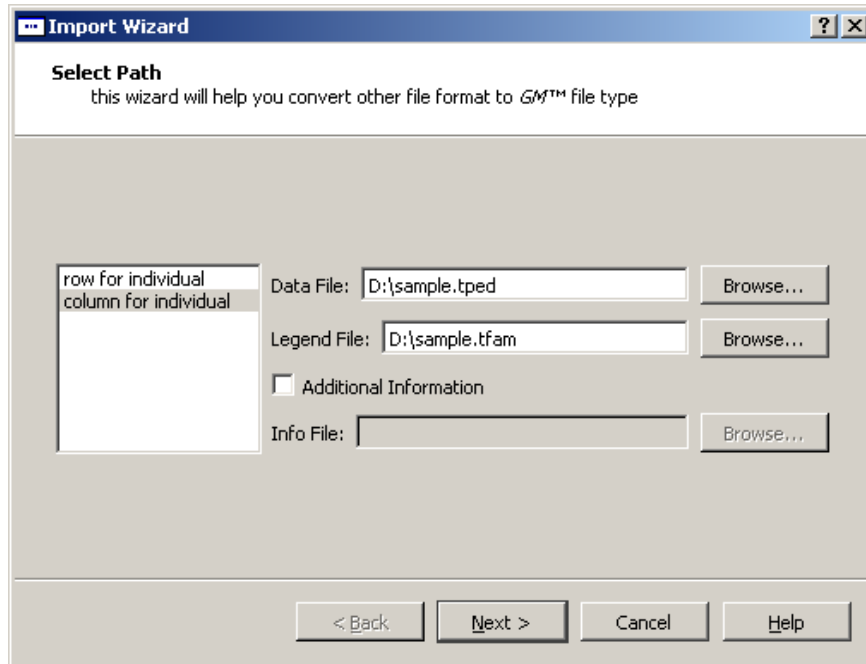 Import Wizard
Select Path
this wizard will help you convert other file format to GM™ file type
row for individual
column for individual
Data File: D:\sample.tped Browse...
Legend File: D:\sample.tfam Browse...
Additional Information
Info File: Browse...
< Back Next > Cancel Help